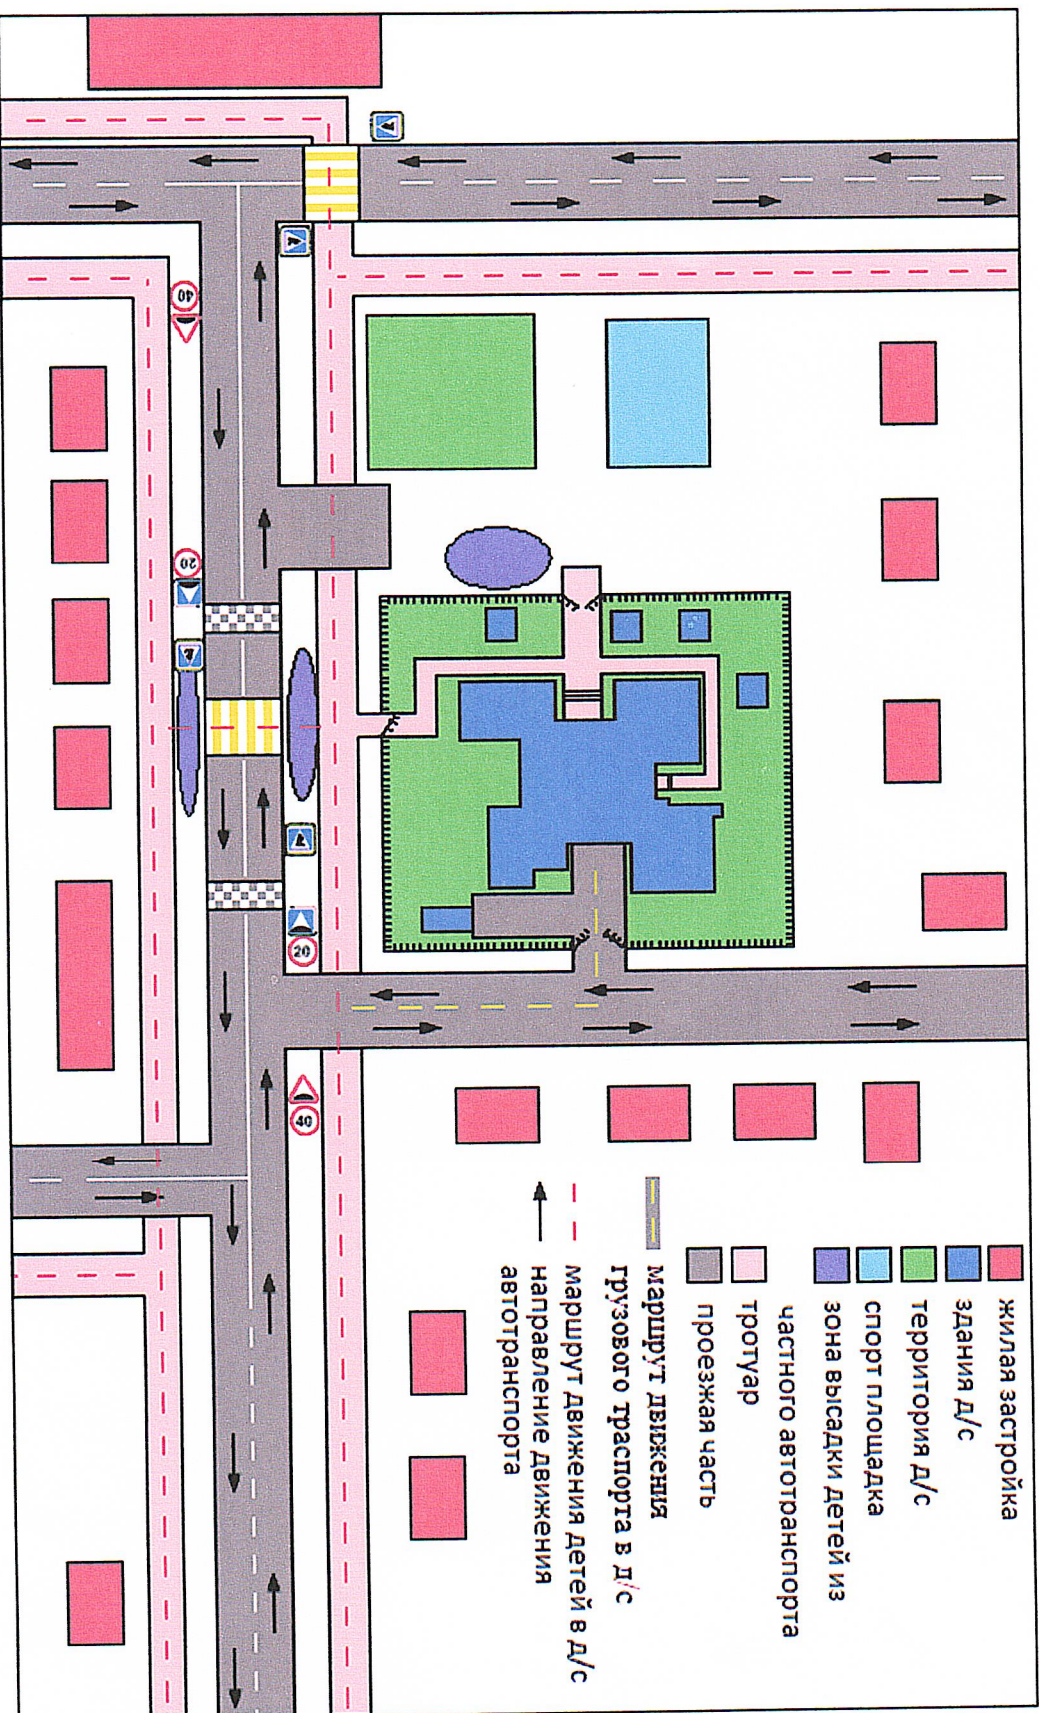 жилая застройка
здания д/с
территория д/с
спорт площадка
зона высадки детей из
частного автотранспорта
тротуар
проезжая часть
маршрут движения
грузового траспорта в д/с
маршрут движения детей в д/с
направление движения
автотранспорта
40
20
20
40